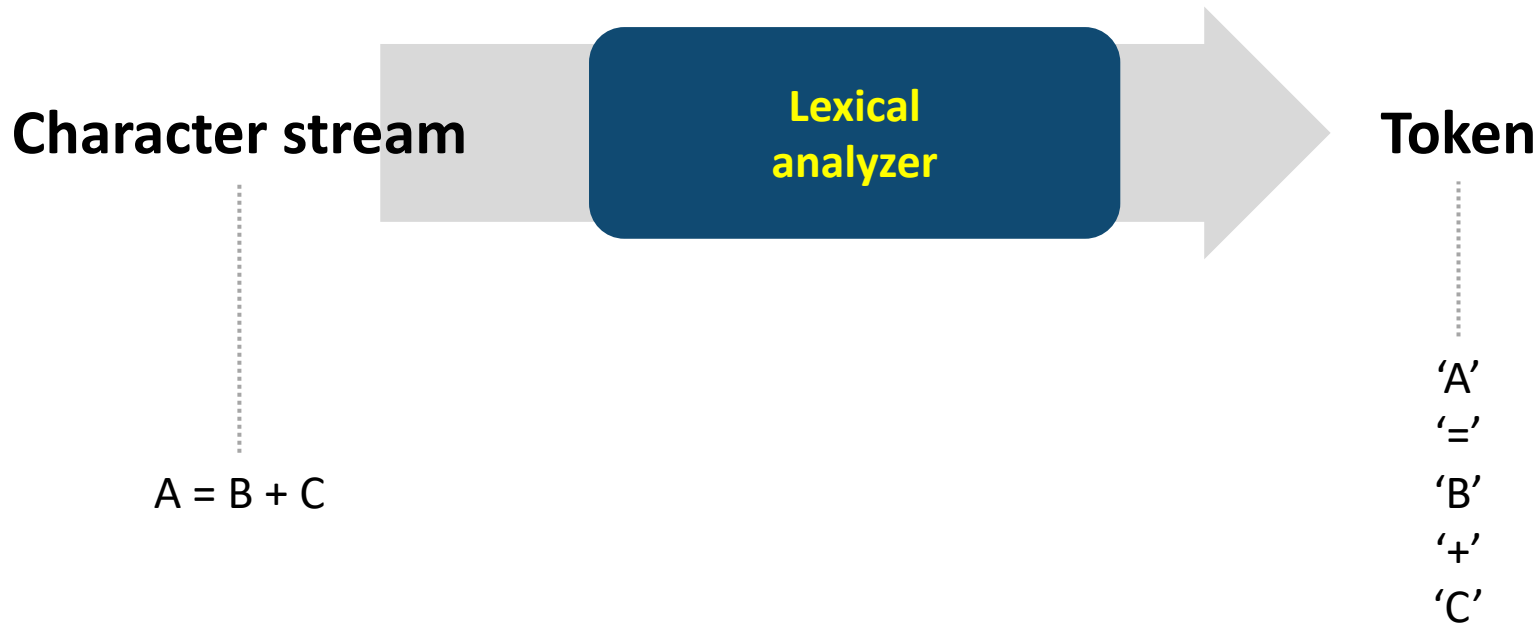 Character stream
Lexical
analyzer
Token
A = B + C
‘A’
‘=’
‘B’
‘+’
‘C’